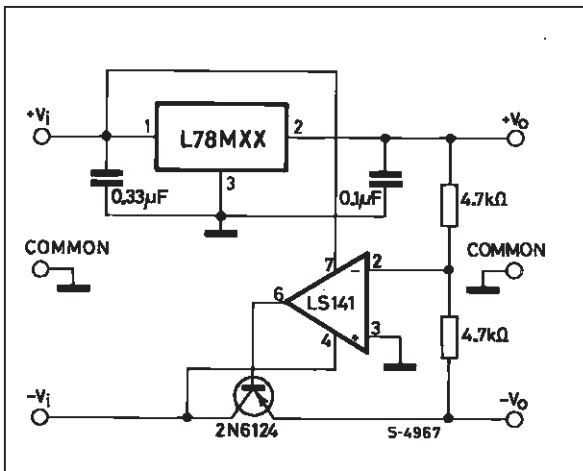 +Vi
1
L78MXX
2
+Vo
3
0.33µF
0.1µF
4.7kΩ
COMMON
COMMON
7
2
-
6
LS141
4
+
3
4.7kΩ
-Vi
2N6124
S-4967
-Vo